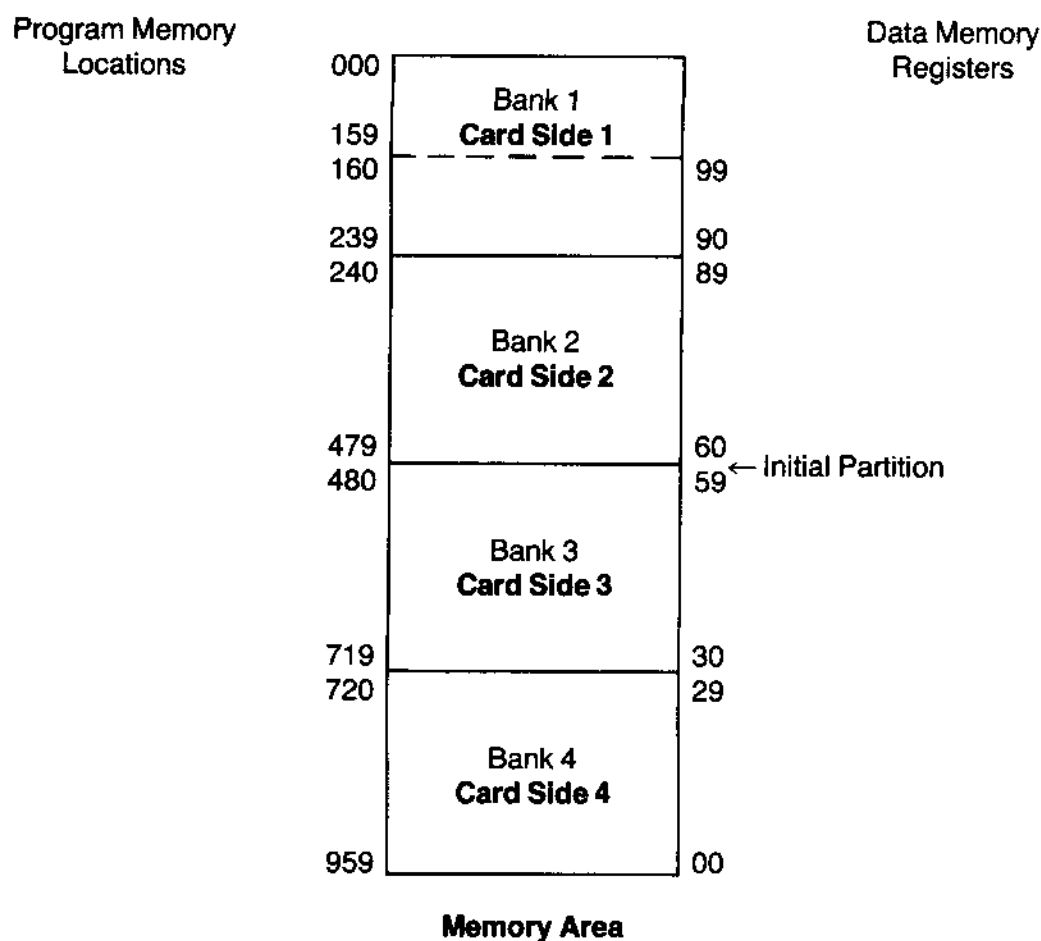 Program Memory
Locations
Data Memory
Registers
000
Bank 1
159
Card Side 1
160
99
239
90
240
89
Bank 2
Card Side 2
479
60
← Initial Partition
480
59
Bank 3
Card Side 3
719
30
720
29
Bank 4
Card Side 4
959
00
Memory Area